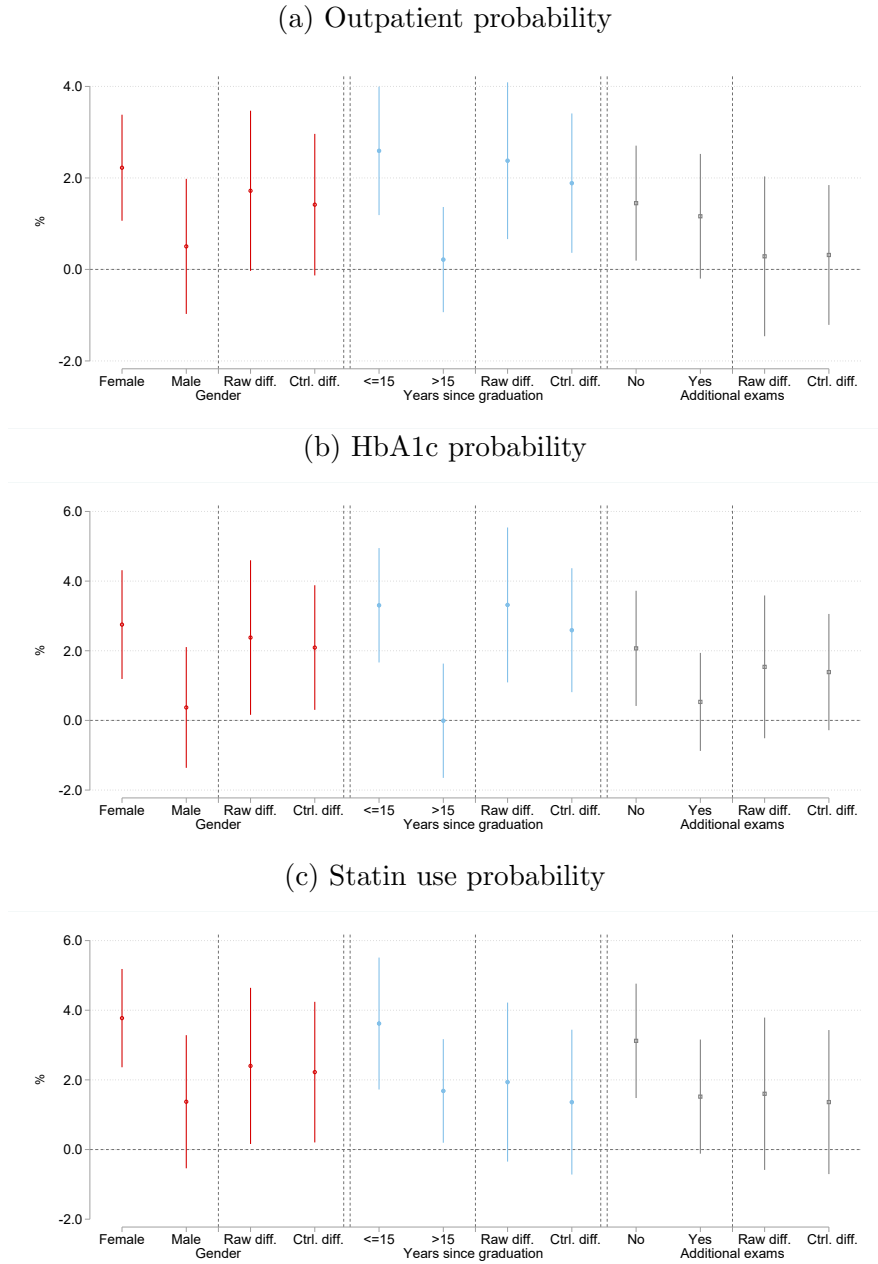 (a) Outpatient probability
4.0
2.0
0.0
-2.0
%
Female Male Raw diff. Ctrl. diff. <=15 >15 Raw diff. Ctrl. diff. No Yes Raw diff. Ctrl. diff.
Gender Years since graduation Additional exams
(b) HbA1c probability
6.0
4.0
2.0
0.0
-2.0
%
Female Male Raw diff. Ctrl. diff. <=15 >15 Raw diff. Ctrl. diff. No Yes Raw diff. Ctrl. diff.
Gender Years since graduation Additional exams
(c) Statin use probability
6.0
4.0
2.0
0.0
-2.0
%
Female Male Raw diff. Ctrl. diff. <=15 >15 Raw diff. Ctrl. diff. No Yes Raw diff. Ctrl. diff.
Gender Years since graduation Additional exams